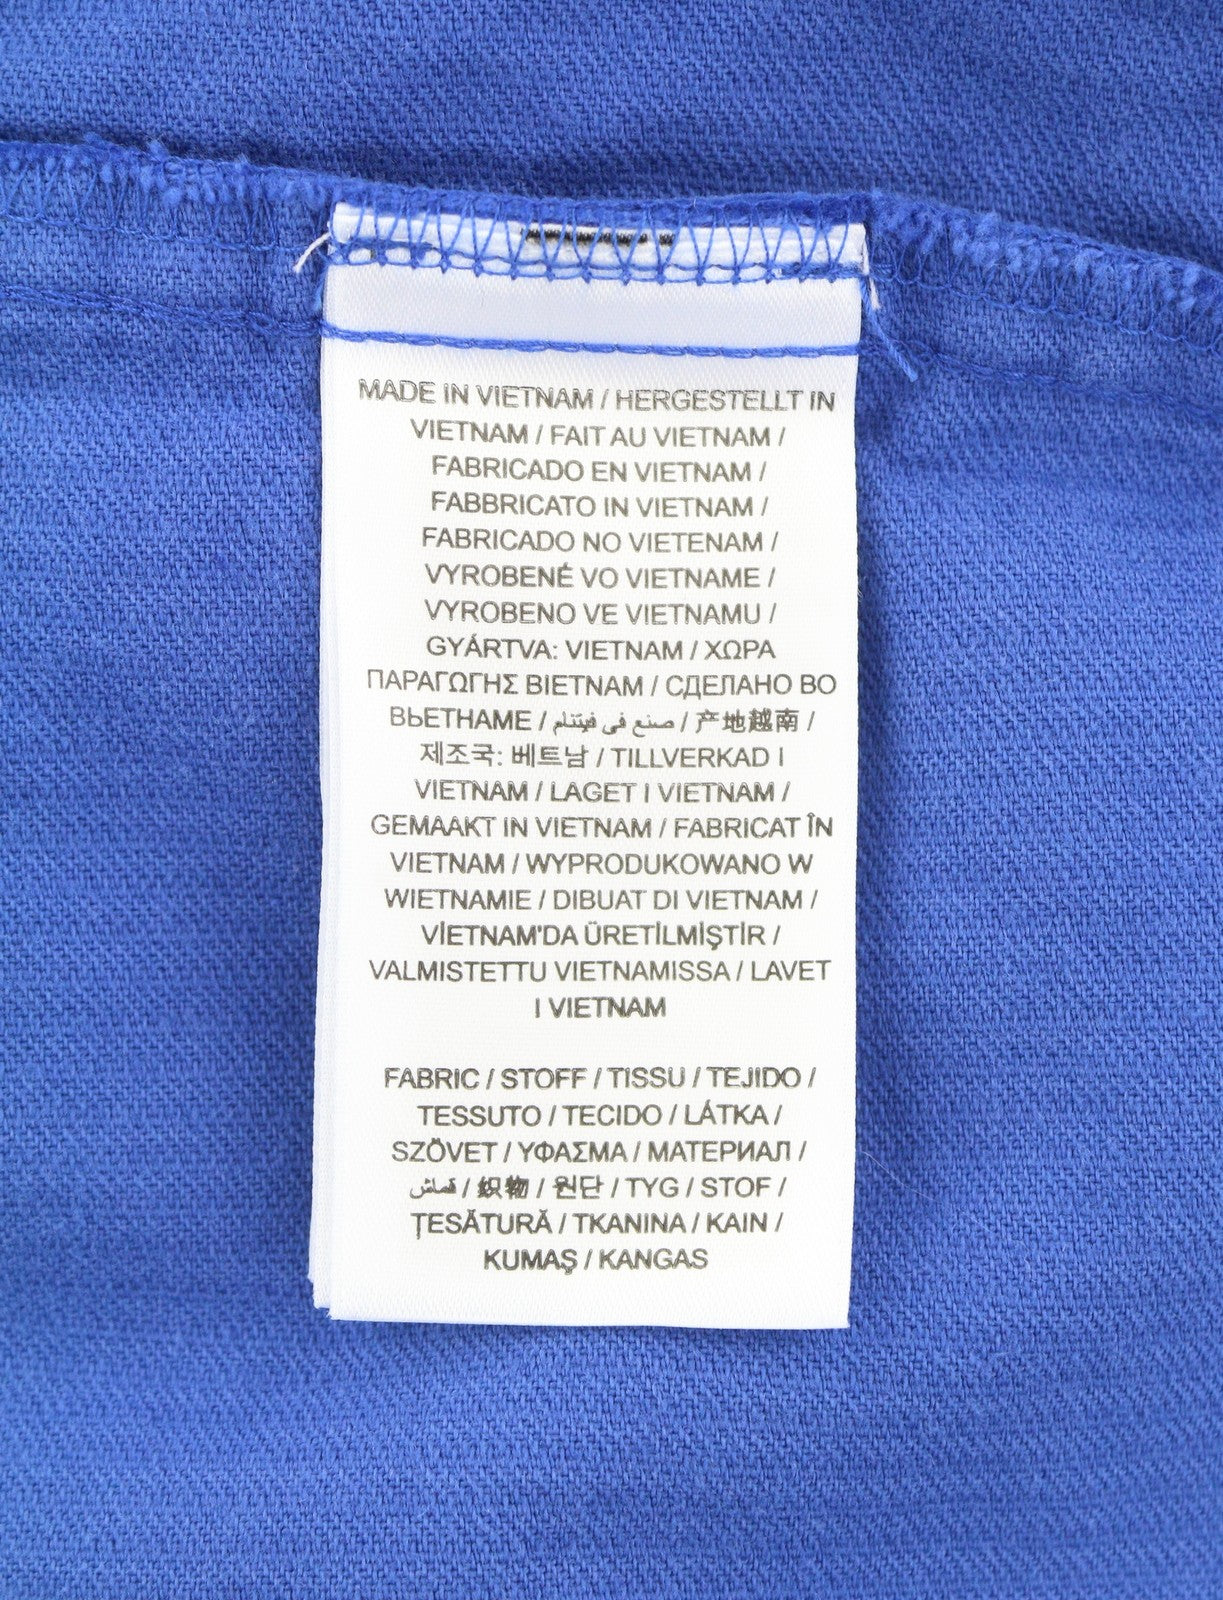 MADE IN VIETNAM / HERGESTELLT IN
VIETNAM / FAIT AU VIETNAM /
FABRICADO EN VIETNAM /
FABBRICATO IN VIETNAM /
FABRICADO NO VIETENAM /
VYROBENÉ VO VIETNAME /
VYROBENO VE VIETNAMU /
GYÁRTVA: VIETNAM / ΧΩΡΑ
ΠΑΡΑΓΩΓΗΣ ΒΙΕΤΝΑΜ / СДЕЛАНО ВО
ВЬЕТНАМЕ / صنع في فيتنام / 产地越南 /
제조국: 베트남 / TILLVERKAD I
VIETNAM / LAGET I VIETNAM /
GEMAAKT IN VIETNAM / FABRICAT ÎN
VIETNAM / WYPRODUKOWANO W
WIETNAMIE / DIBUAT DI VIETNAM /
VİETNAM'DA ÜRETİLMİŞTİR /
VALMISTETTU VIETNAMISSA / LAVET
I VIETNAM
FABRIC / STOFF / TISSU / TEJIDO /
TESSUTO / TECIDO / LÁTKA /
SZÖVET / ΥΦΑΣΜΑ / МАТЕРИАЛ /
قماش / 织物 / 원단 / TYG / STOF /
ȚESĂTURĂ / TKANINA / KAIN /
KUMAŞ / KANGAS